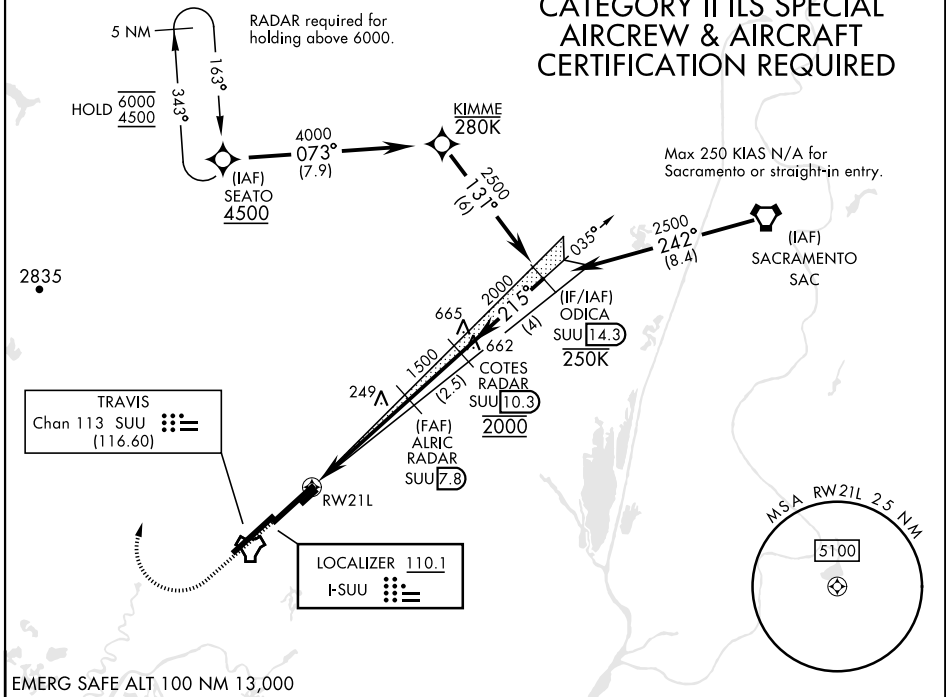 CATEGORY II ILS SPECIAL
AIRCREW & AIRCRAFT
CERTIFICATION REQUIRED
RADAR required for
holding above 6000.
5 NM
163°
343°
HOLD
6000
4500
(IAF)
SEATO
4500
4000
073°
(7.9)
KIMME
280K
2500
131°
(6)
Max 250 KIAS N/A for
Sacramento or straight-in entry.
(IAF)
SACRAMENTO
SAC
2500
242°
(8.4)
035°
(IF/IAF)
ODICA
SUU 14.3
250K
2000
215°
(4)
2835
665
662
COTES
RADAR
SUU 10.3
2000
1500
(2.5)
249
(FAF)
ALRIC
RADAR
SUU 7.8
TRAVIS
Chan 113 SUU
(116.60)
RW21L
LOCALIZER 110.1
I-SUU
MSA RW21L 25 NM
5100
EMERG SAFE ALT 100 NM 13,000